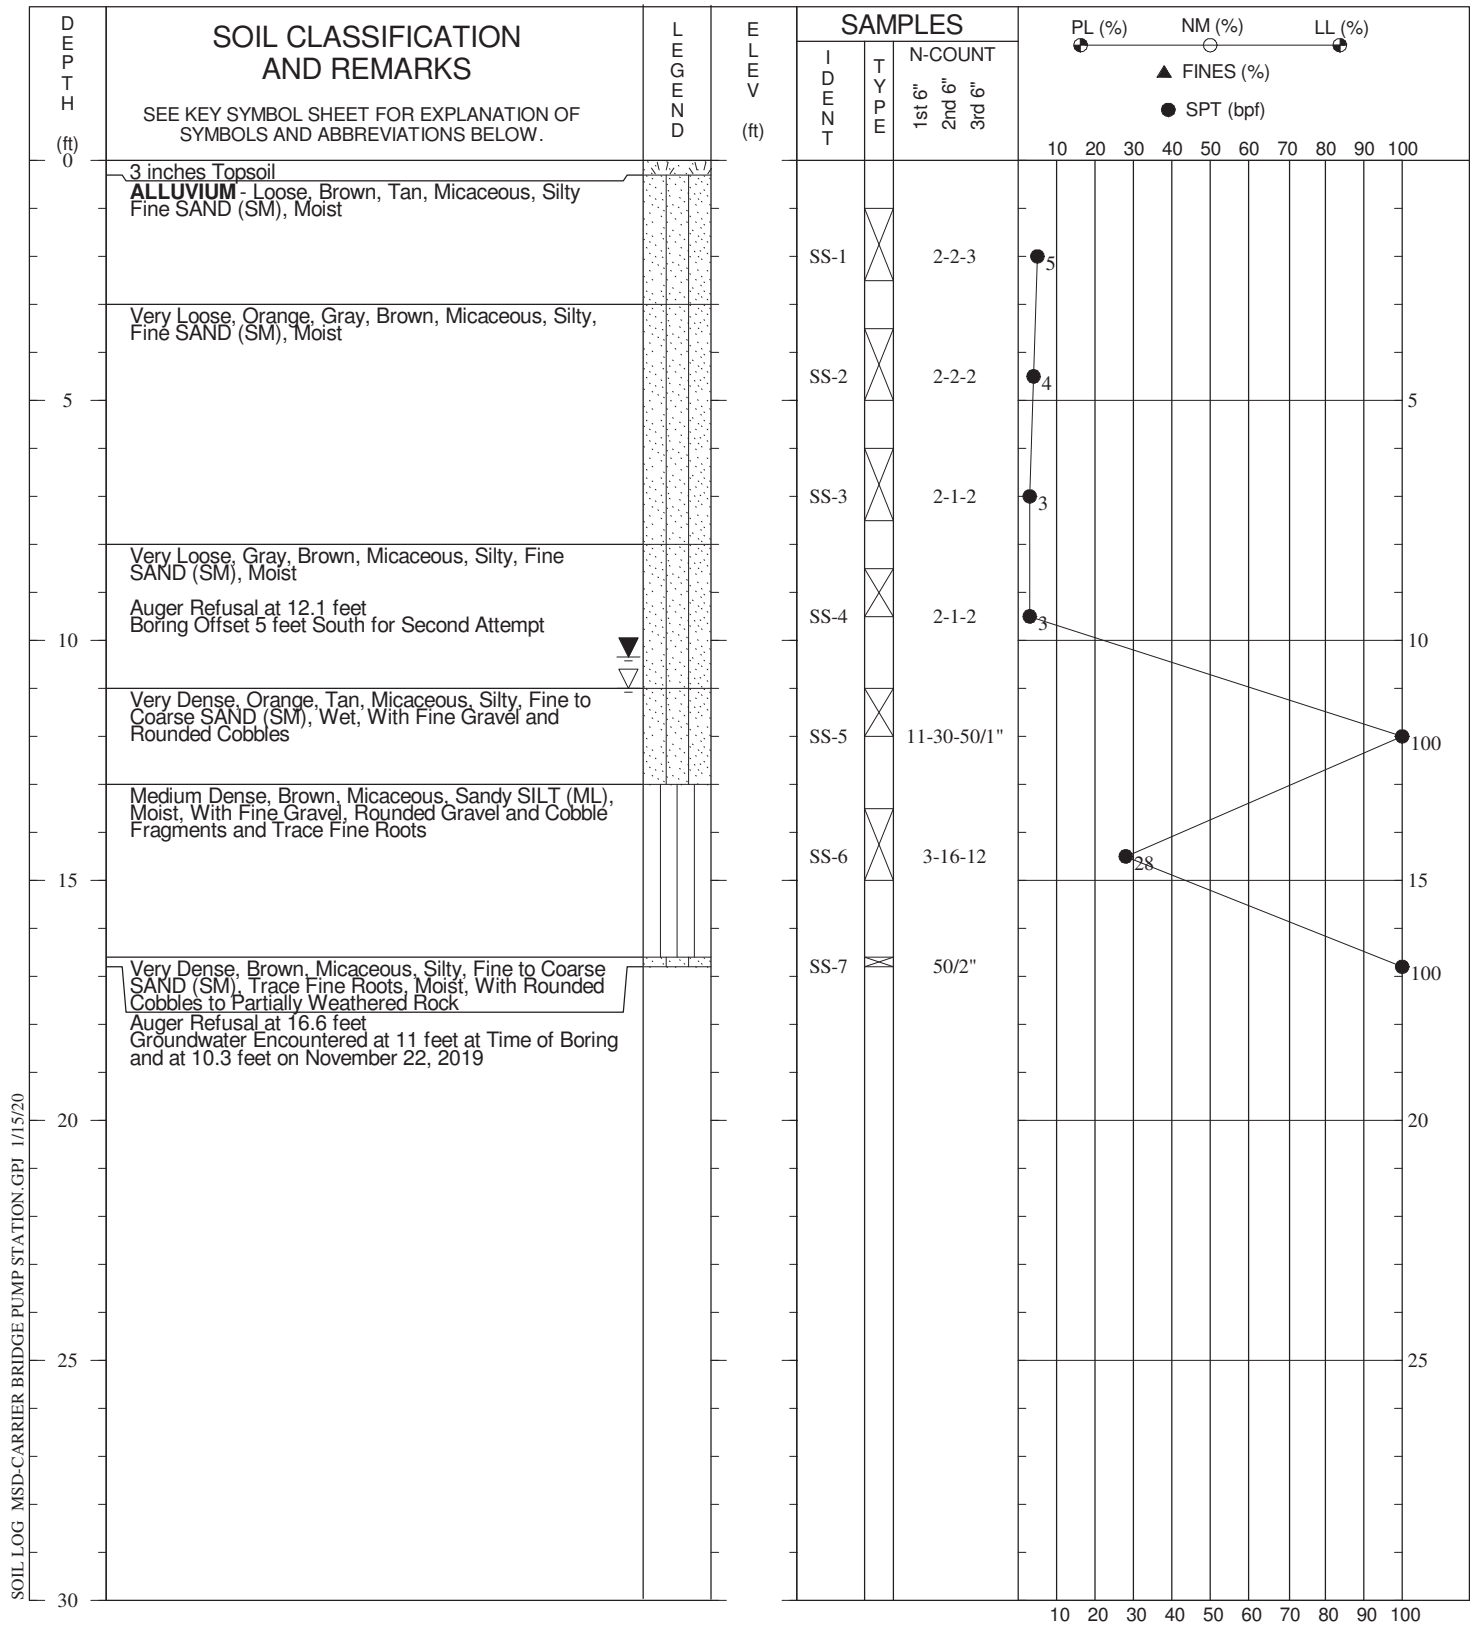 DEPTH
(ft)
SOIL CLASSIFICATION
AND REMARKS
SEE KEY SYMBOL SHEET FOR EXPLANATION OF
SYMBOLS AND ABBREVIATIONS BELOW.
LEGEND
ELEV
(ft)
SAMPLES
IDENT
TYPE
N-COUNT
1st 6"
2nd 6"
3rd 6"
PL (%) NM (%) LL (%)
▲ FINES (%)
● SPT (bpf)
10 20 30 40 50 60 70 80 90 100
0
3 inches Topsoil
ALLUVIUM - Loose, Brown, Tan, Micaceous, Silty
Fine SAND (SM), Moist
SS-1 2-2-3 5
Very Loose, Orange, Gray, Brown, Micaceous, Silty,
Fine SAND (SM), Moist
SS-2 2-2-2 4
5 5
SS-3 2-1-2 3
Very Loose, Gray, Brown, Micaceous, Silty, Fine
SAND (SM), Moist
Auger Refusal at 12.1 feet
Boring Offset 5 feet South for Second Attempt
SS-4 2-1-2 3
10 10
Very Dense, Orange, Tan, Micaceous, Silty, Fine to
Coarse SAND (SM), Wet, With Fine Gravel and
Rounded Cobbles
SS-5 11-30-50/1" 100
Medium Dense, Brown, Micaceous, Sandy SILT (ML),
Moist, With Fine Gravel, Rounded Gravel and Cobble
Fragments and Trace Fine Roots
SS-6 3-16-12 28
15 15
Very Dense, Brown, Micaceous, Silty, Fine to Coarse
SAND (SM), Trace Fine Roots, Moist, With Rounded
Cobbles to Partially Weathered Rock
SS-7 50/2" 100
Auger Refusal at 16.6 feet
Groundwater Encountered at 11 feet at Time of Boring
and at 10.3 feet on November 22, 2019
20 20
25 25
30
10 20 30 40 50 60 70 80 90 100
SOIL LOG MSD-CARRIER BRIDGE PUMP STATION.GPJ 1/15/20